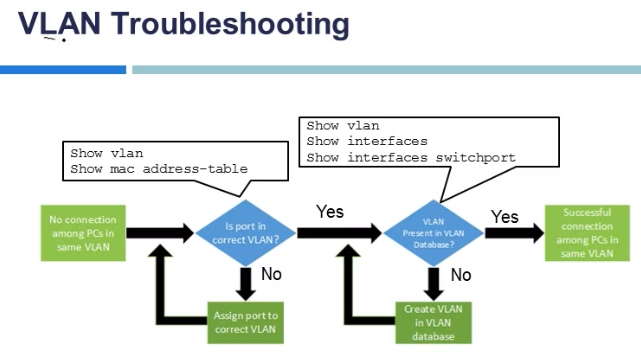 VLAN Troubleshooting
Show vlan
Show mac address-table
Show vlan
Show interfaces
Show interfaces switchport
No connection
among PCs in
same VLAN
Is port in
correct VLAN?
Yes
VLAN
Present in VLAN
Database?
Yes
Successful
connection
among PCs in
same VLAN
No
No
Assign port to
correct VLAN
Create VLAN
in VLAN
database